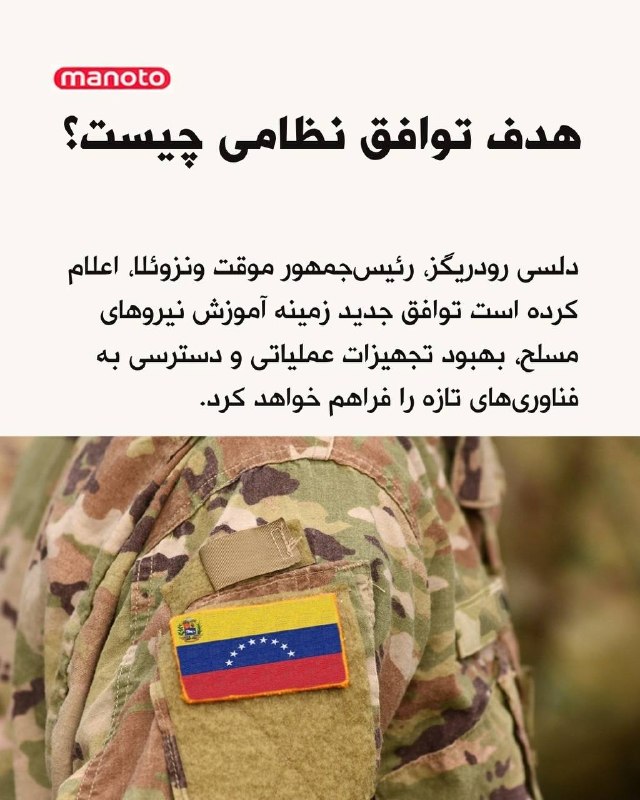 manoto
هدف توافق نظامی چیست؟
دلسی رودریگز، رئیس‌جمهور موقت ونزوئلا، اعلام
کرده است توافق جدید زمینه آموزش نیروهای
مسلح، بهبود تجهیزات عملیاتی و دسترسی به
فناوری‌های تازه را فراهم خواهد کرد.